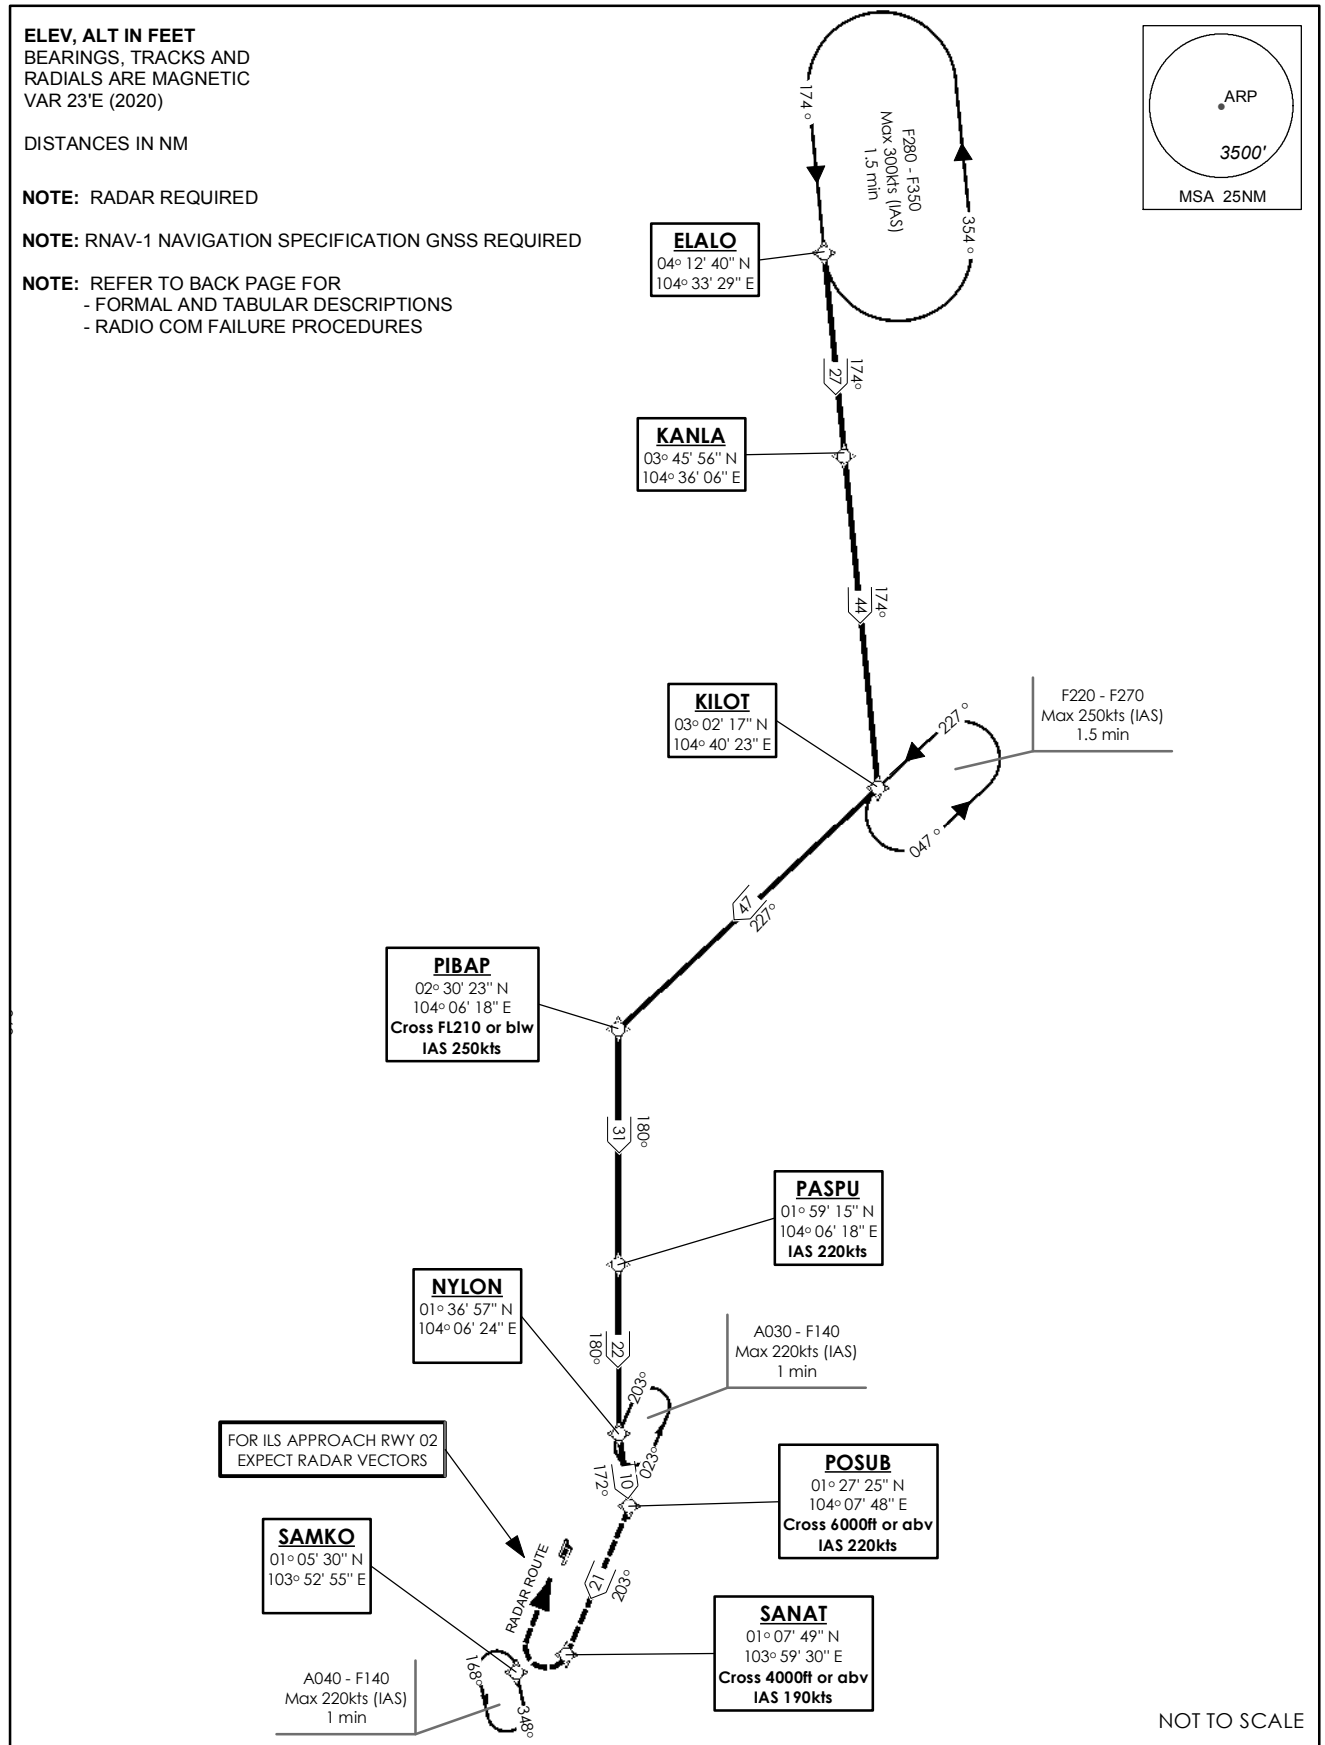 ELEV, ALT IN FEET
BEARINGS, TRACKS AND
RADIALS ARE MAGNETIC
VAR 23'E (2020)
DISTANCES IN NM
NOTE: RADAR REQUIRED
NOTE: RNAV-1 NAVIGATION SPECIFICATION GNSS REQUIRED
NOTE: REFER TO BACK PAGE FOR
- FORMAL AND TABULAR DESCRIPTIONS
- RADIO COM FAILURE PROCEDURES
ARP
3500'
MSA 25NM
174°
F280 - F350
Max 300kts (IAS)
1.5 min
354°
ELALO
04° 12' 40" N
104° 33' 29" E
27
174°
KANLA
03° 45' 56" N
104° 36' 06" E
44
174°
KILOT
03° 02' 17" N
104° 40' 23" E
227°
047°
F220 - F270
Max 250kts (IAS)
1.5 min
47
227°
PIBAP
02° 30' 23" N
104° 06' 18" E
Cross FL210 or blw
IAS 250kts
31
180°
PASPU
01° 59' 15" N
104° 06' 18" E
IAS 220kts
NYLON
01° 36' 57" N
104° 06' 24" E
22
180°
A030 - F140
Max 220kts (IAS)
1 min
203°
023°
10
172°
FOR ILS APPROACH RWY 02
EXPECT RADAR VECTORS
POSUB
01° 27' 25" N
104° 07' 48" E
Cross 6000ft or abv
IAS 220kts
SAMKO
01° 05' 30" N
103° 52' 55" E
RADAR ROUTE
21
203°
SANAT
01° 07' 49" N
103° 59' 30" E
Cross 4000ft or abv
IAS 190kts
168°
348°
A040 - F140
Max 220kts (IAS)
1 min
NOT TO SCALE